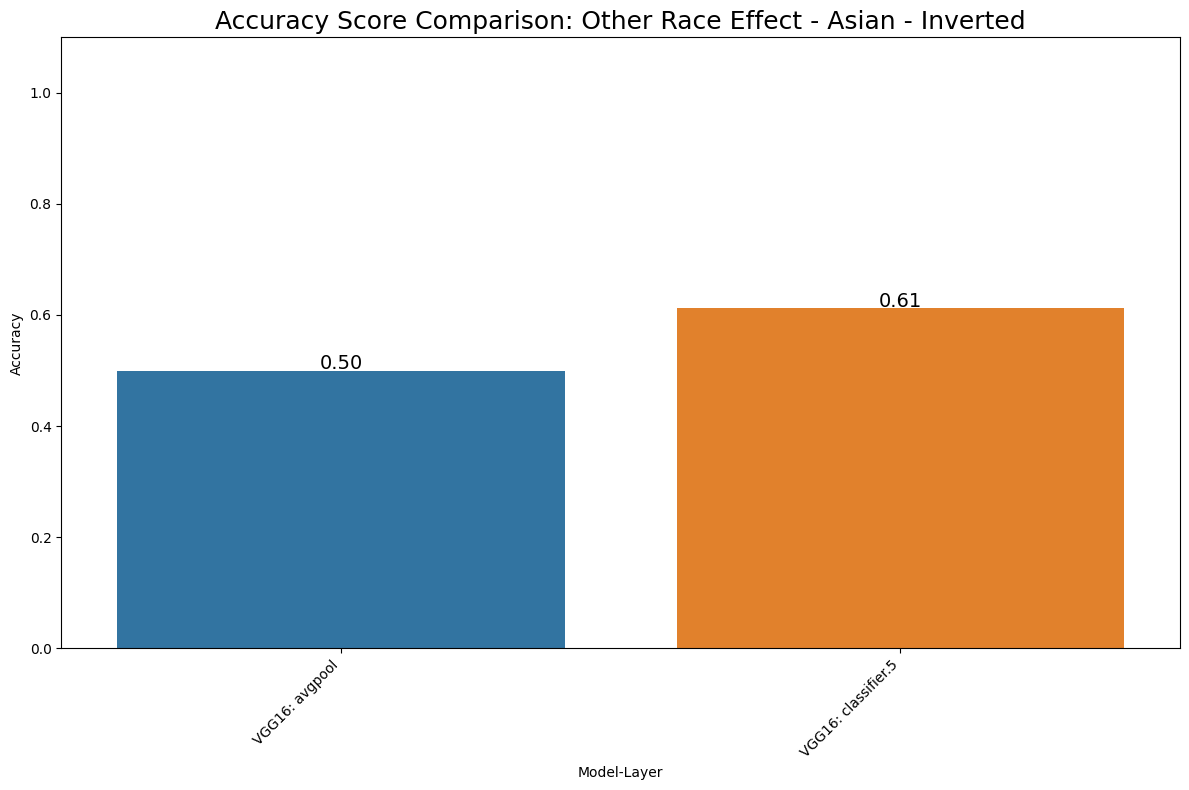 Accuracy Score Comparison: Other Race Effect - Asian - Inverted
Accuracy
1.0
0.8
0.6
0.4
0.2
0.0
0.50
0.61
VGG16: avgpool
VGG16: classifier.5
Model-Layer